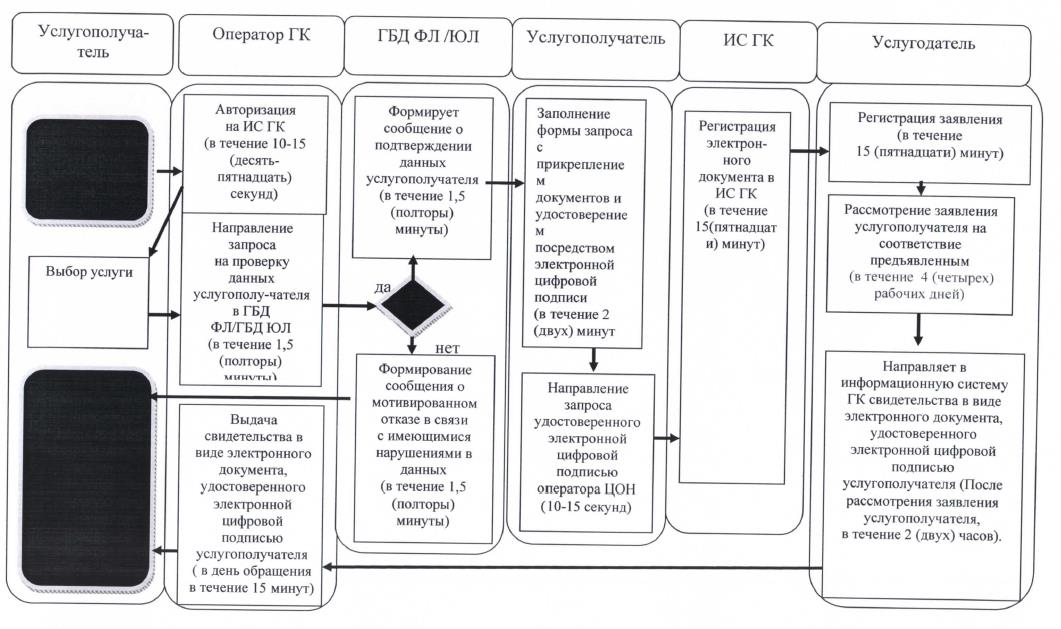 Услугополуча-
тель
Оператор ГК
ГБД ФЛ /ЮЛ
Услугополучатель
ИС ГК
Услугодатель
Выбор услуги
Авторизация
на ИС ГК
(в течение 10-15
(десять-
пятнадцать)
секунд)
Направление
запроса
на проверку
данных
услугополу-чателя
в ГБД
ФЛ/ГБД ЮЛ
(в течение 1,5
(полторы)
минуты)
Выдача
свидетельства в
виде электронного
документа,
удостоверенного
электронной
цифровой
подписью
услугополучателя
( в день обращения
в течение 15 минут)
Формирует
сообщение о
подтверждении
данных
услугополучателя
(в течение 1,5
(полторы)
минуты)
да
нет
Формирование
сообщения о
мотивированном
отказе в связи
с имеющимися
нарушениями в
данных
(в течение 1,5
(полторы)
минуты)
Заполнение
формы запроса
с
прикрепление
м
документов и
удостоверение
м
посредством
электронной
цифровой
подписи
(в течение 2
(двух) минут
Направление
запроса
удостоверенного
электронной
цифровой
подписью
оператора ЦОН
(10-15 секунд)
Регистрация
электрон-
ного
документа в
ИС ГК
(в течение
15(пятнадцат
и) минут)
Регистрация заявления
(в течение
15 (пятнадцати) минут)
Рассмотрение заявления
услугополучателя на
соответствие
предъявленным
(в течение 4 (четырех)
рабочих дней)
Направляет в
информационную систему
ГК свидетельства в виде
электронного документа,
удостоверенного
электронной цифровой
подписью
услугополучателя (После
рассмотрения заявления
услугополучателя,
в течение 2 (двух) часов).